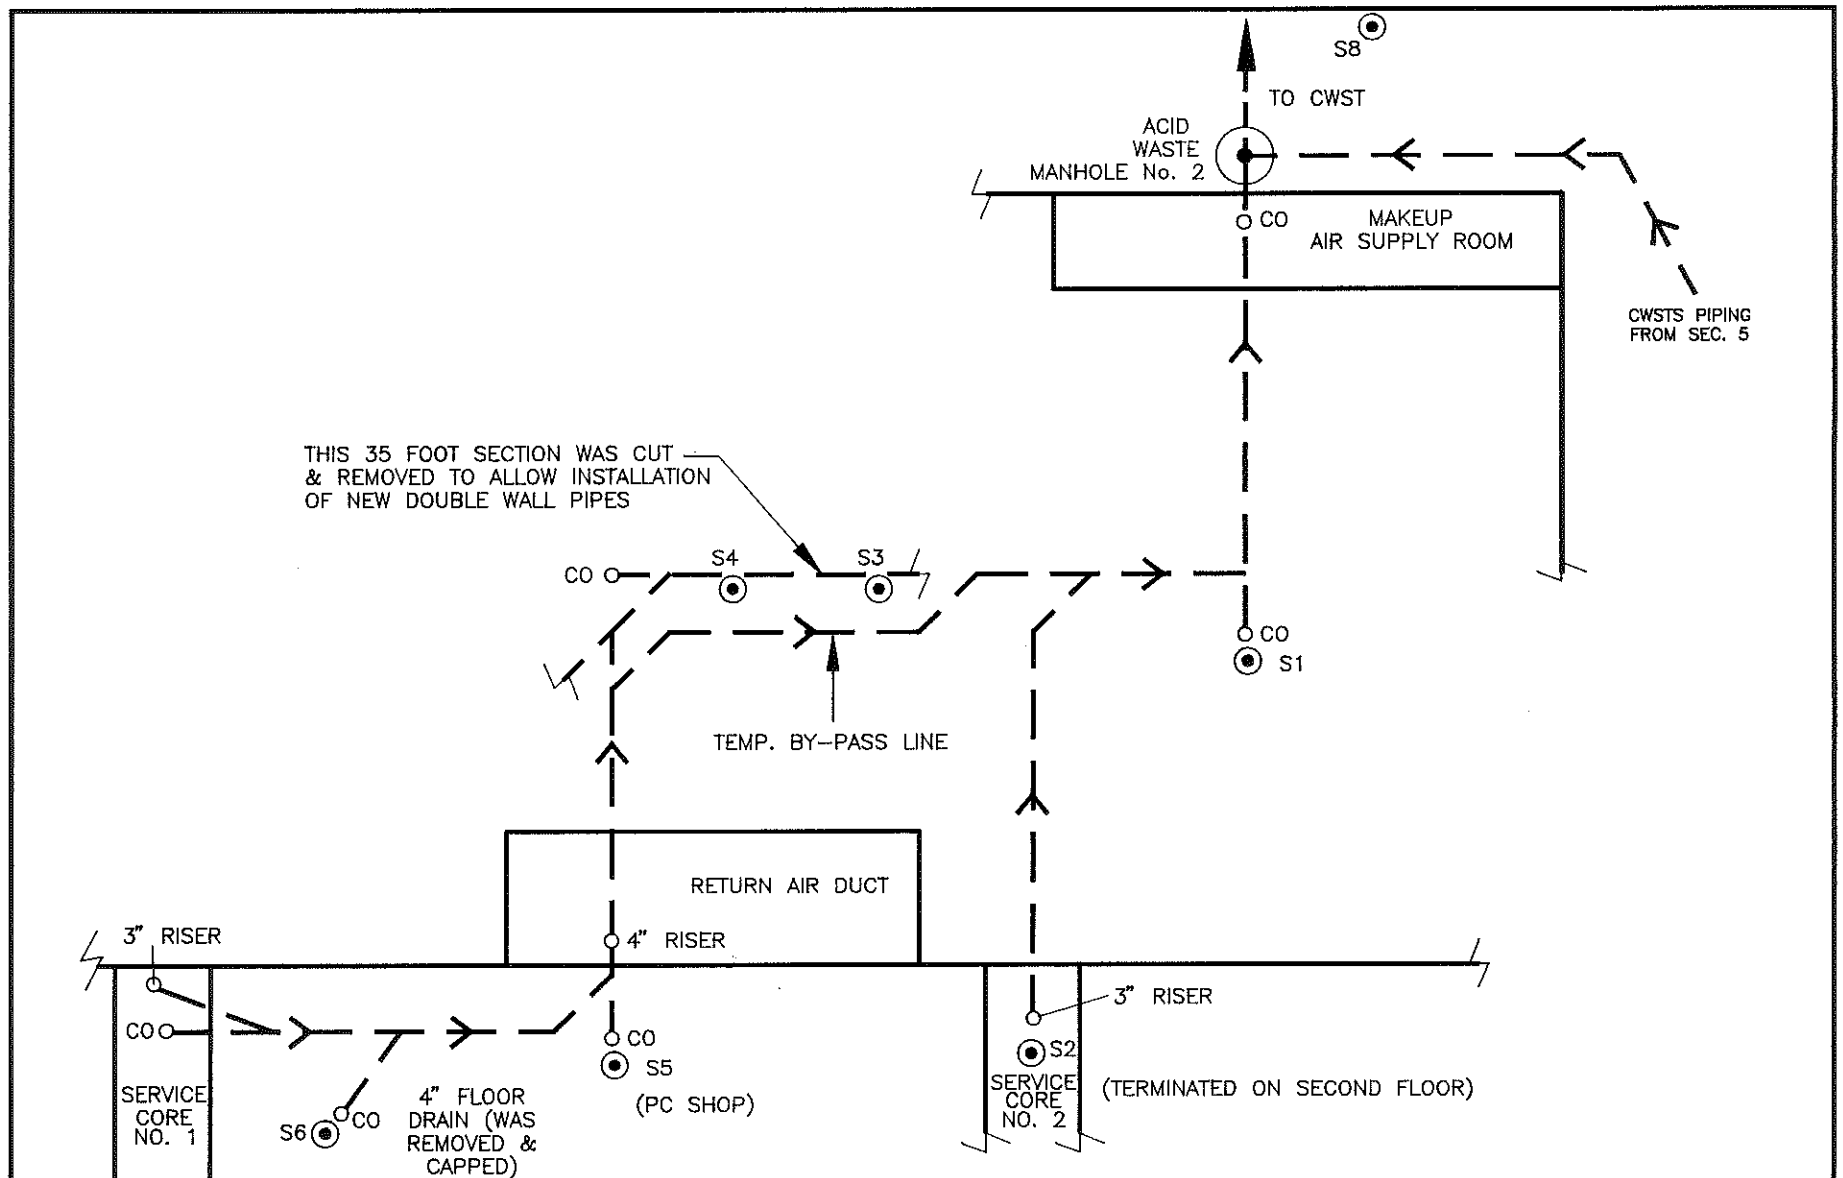 S8
TO CWST
ACID
WASTE
MANHOLE No. 2
CO
MAKEUP
AIR SUPPLY ROOM
CWSTS PIPING
FROM SEC. 5
THIS 35 FOOT SECTION WAS CUT
& REMOVED TO ALLOW INSTALLATION
OF NEW DOUBLE WALL PIPES
CO
S4
S3
CO
S1
TEMP. BY-PASS LINE
RETURN AIR DUCT
3" RISER
4" RISER
3" RISER
CO
CO
S5
(PC SHOP)
S2
SERVICE
CORE
NO. 2
(TERMINATED ON SECOND FLOOR)
SERVICE
CORE
NO. 1
S6
CO
4" FLOOR
DRAIN (WAS
REMOVED &
CAPPED)